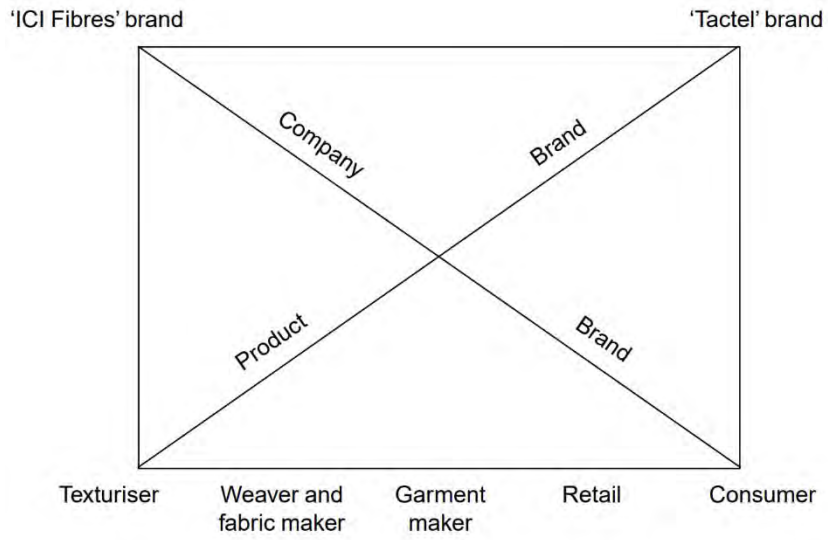 ‘ICI Fibres’ brand
‘Tactel’ brand
Company
Brand
Product
Brand
Texturiser
Weaver and
fabric maker
Garment
maker
Retail
Consumer